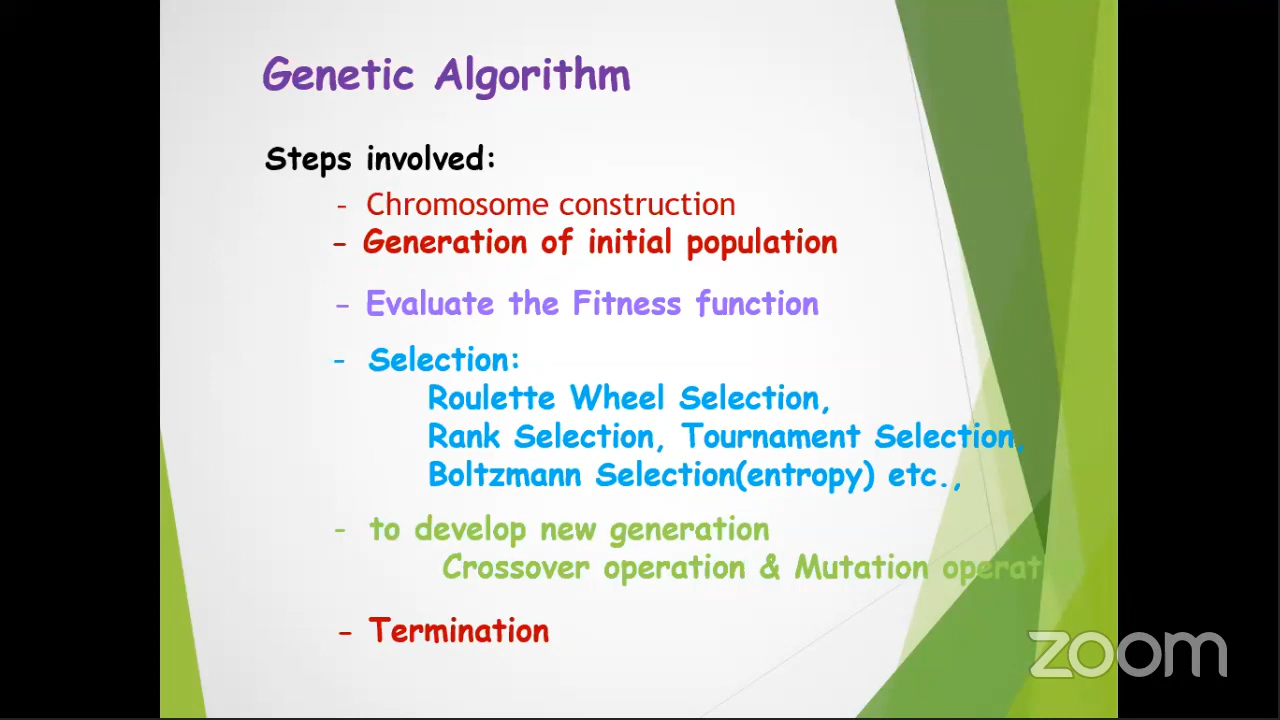 Genetic Algorithm
Steps involved:
- Chromosome construction
- Generation of initial population
- Evaluate the Fitness function
- Selection:
Roulette Wheel Selection,
Rank Selection, Tournament Selection,
Boltzmann Selection(entropy) etc.,
- to develop new generation
Crossover operation & Mutation operat
- Termination
zoom